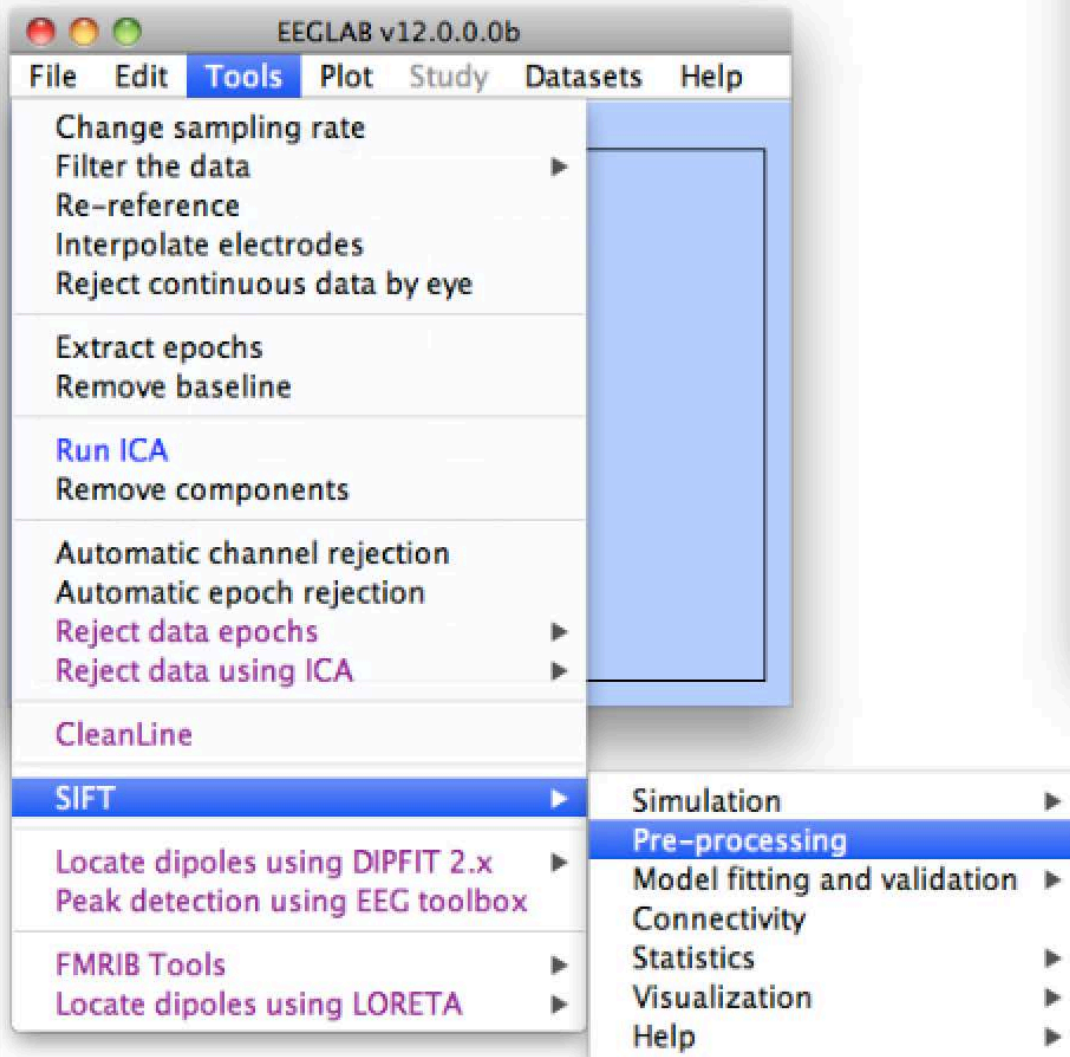 EEGLAB v12.0.0.0b
File Edit Tools Plot Study Datasets Help
Change sampling rate
Filter the data
Re-reference
Interpolate electrodes
Reject continuous data by eye
Extract epochs
Remove baseline
Run ICA
Remove components
Automatic channel rejection
Automatic epoch rejection
Reject data epochs
Reject data using ICA
CleanLine
SIFT
Locate dipoles using DIPFIT 2.x
Peak detection using EEG toolbox
FMRIB Tools
Locate dipoles using LORETA
Simulation
Pre-processing
Model fitting and validation
Connectivity
Statistics
Visualization
Help